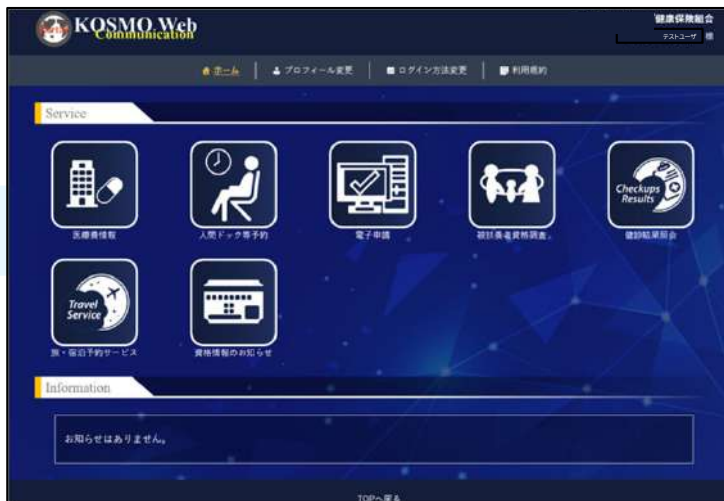 KOSMO Web
Communication
健康保険組合
テストユーザ 様
ホーム
プロフィール変更
ログイン方法変更
利用規約
Service
医療費情報
人間ドック等予約
電子申請
被扶養者資格調査
Checkups
Results
健診結果照会
Travel
Service
旅・宿泊予約サービス
資格情報のお知らせ
Information
お知らせはありません。
TOPへ戻る